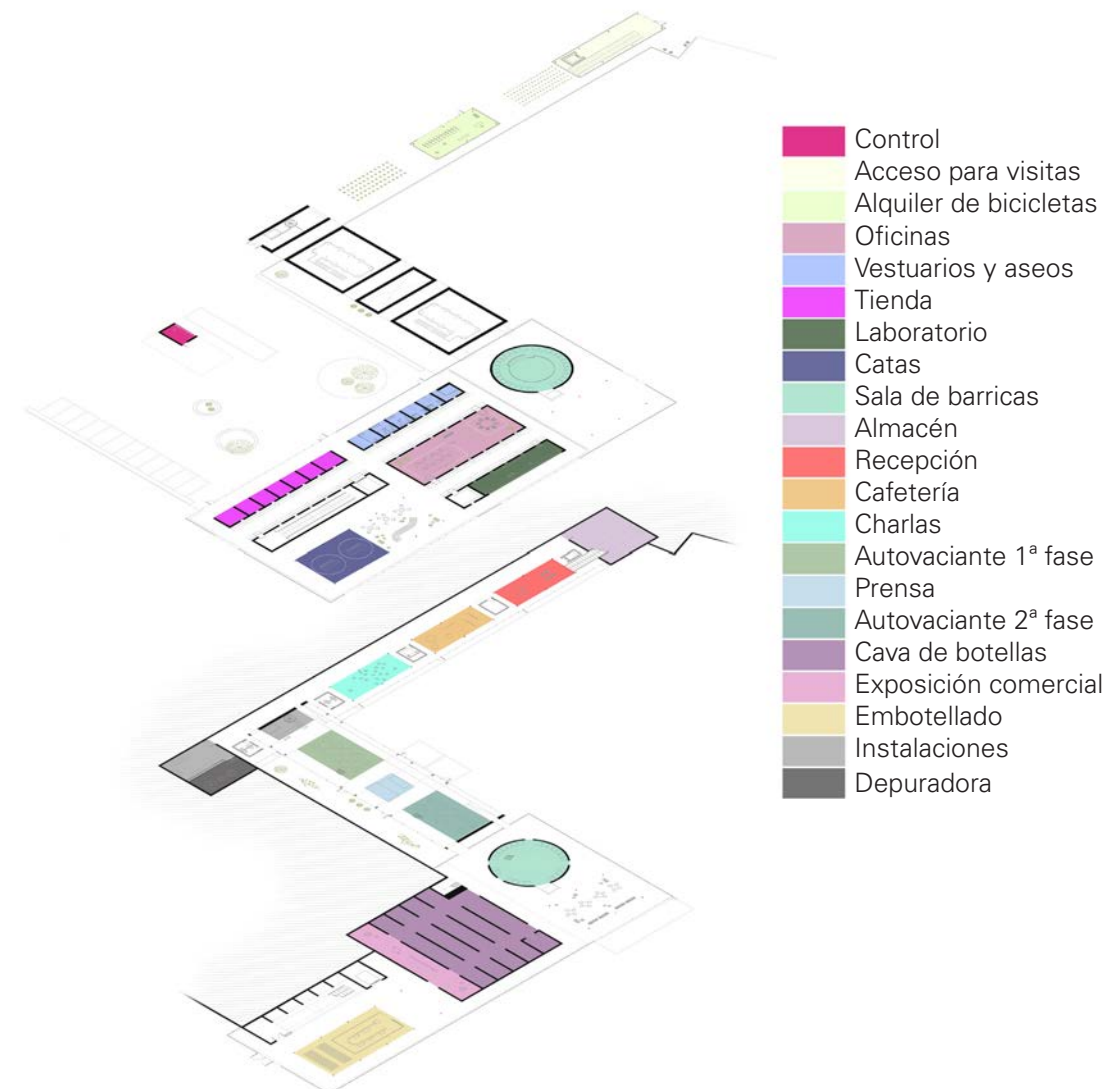 Control
Acceso para visitas
Alquiler de bicicletas
Oficinas
Vestuarios y aseos
Tienda
Laboratorio
Catas
Sala de barricas
Almacén
Recepción
Cafetería
Charlas
Autovaciante 1ª fase
Prensa
Autovaciante 2ª fase
Cava de botellas
Exposición comercial
Embotellado
Instalaciones
Depuradora